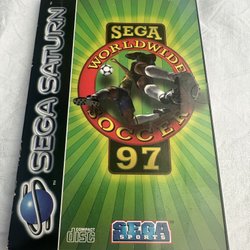 SEGA SATURN
SEGA
WORLDWIDE
SOCCER
97
COMPACT
disc
SEGA
SPORTS